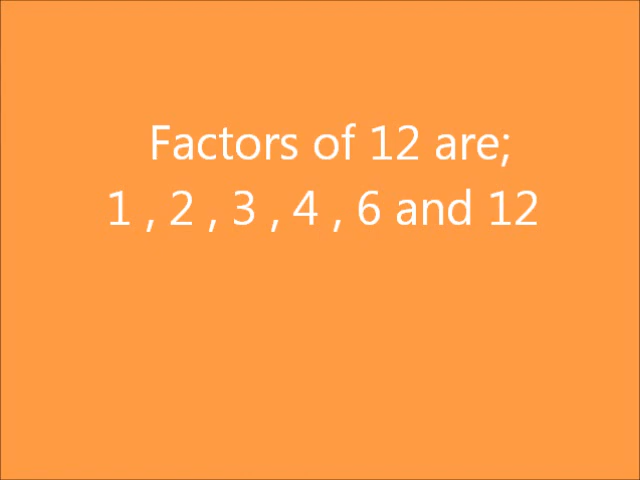 Factors of 12 are;
1 , 2 , 3 , 4 , 6 and 12